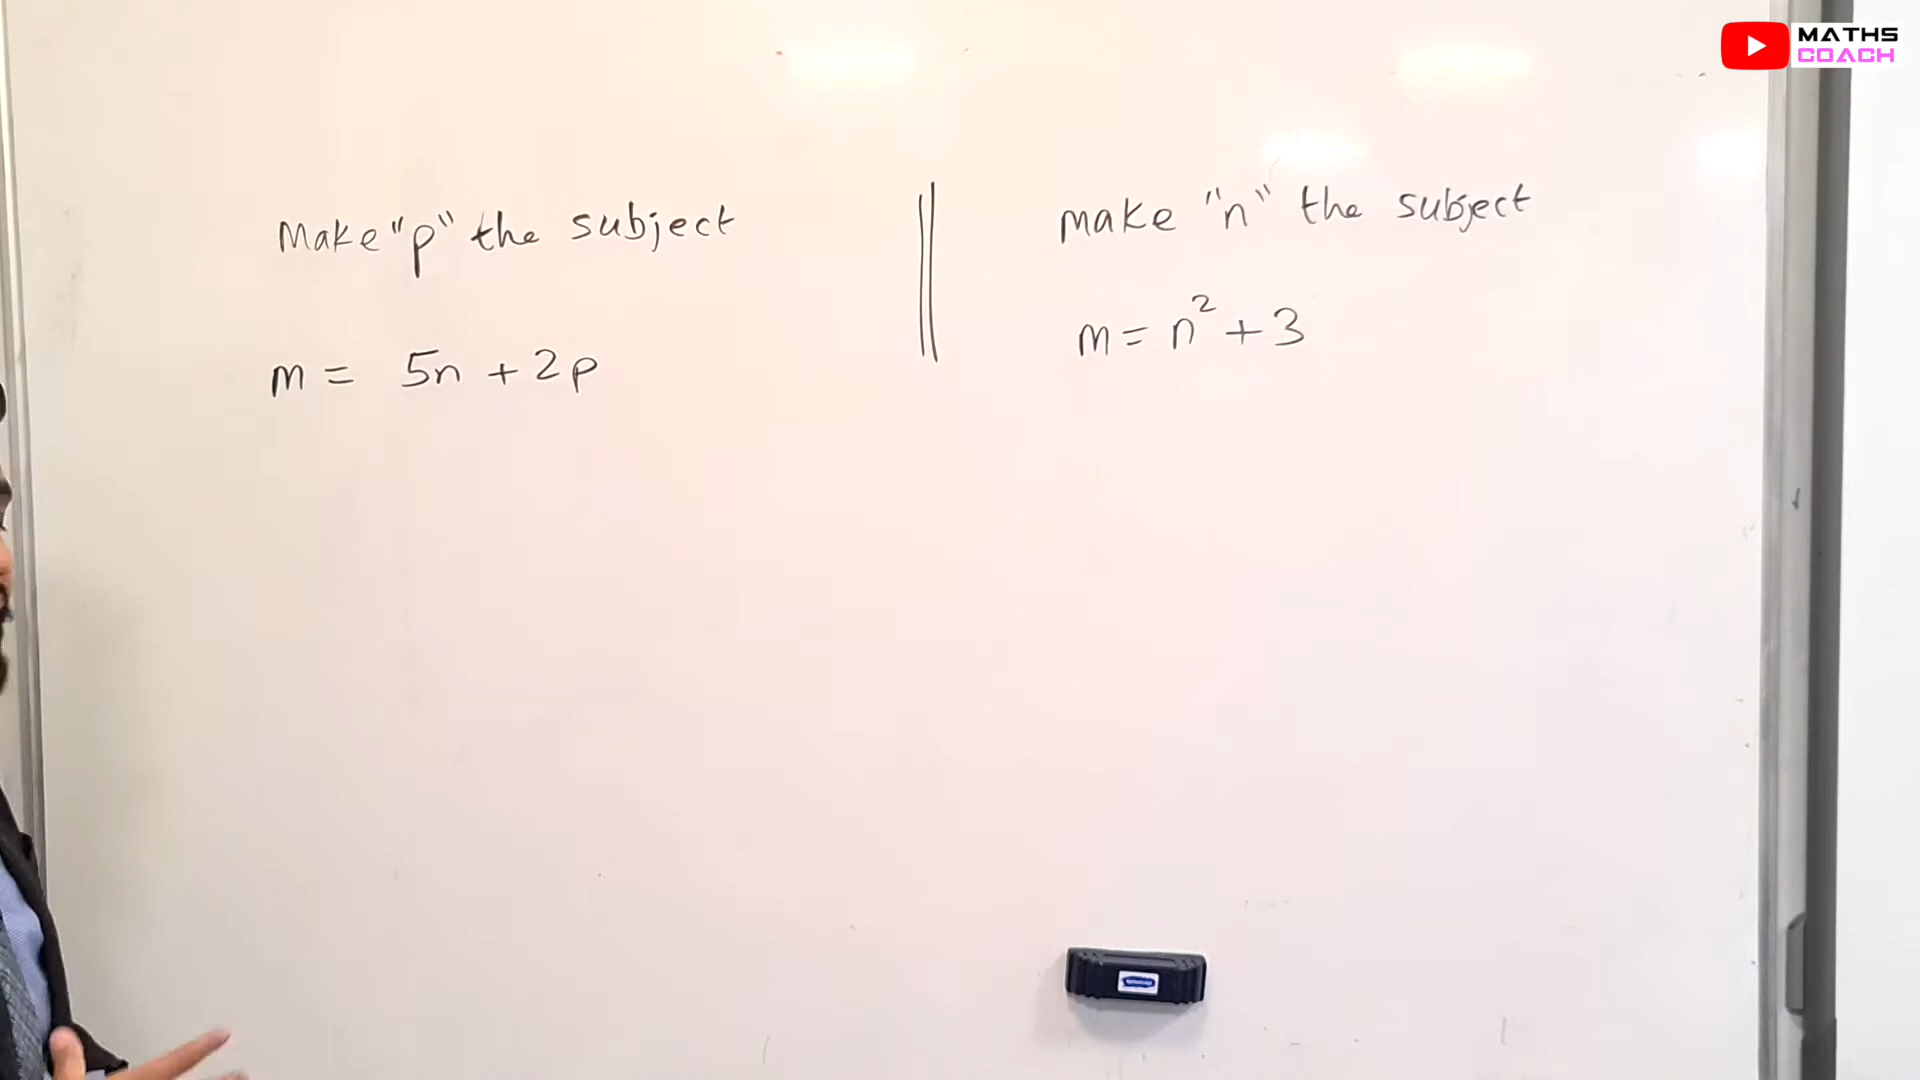 MATHS
COACH
Make "p" the subject
m = 5n + 2p
make "n" the subject
m = n² + 3